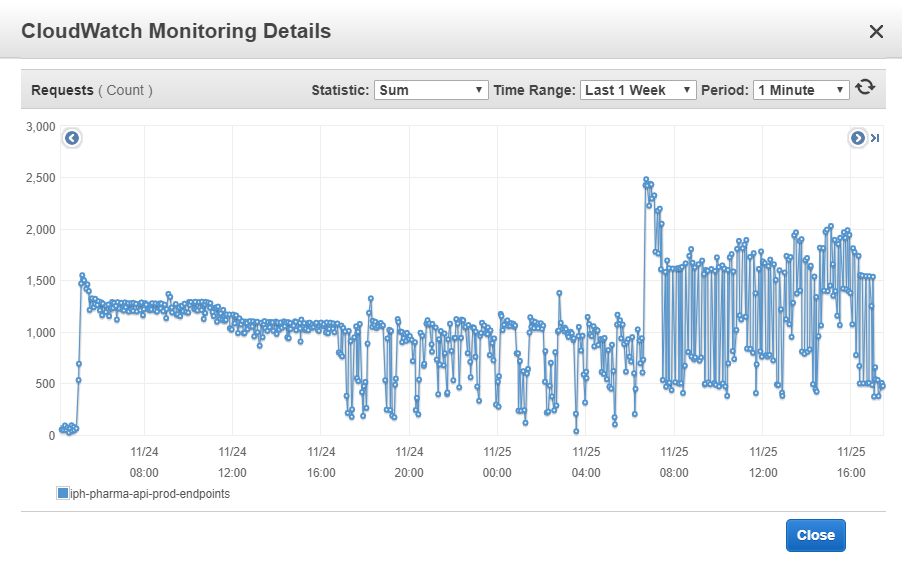 CloudWatch Monitoring Details
Requests ( Count ) Statistic: Sum Time Range: Last 1 Week Period: 1 Minute
3,000
2,500
2,000
1,500
1,000
500
0
11/24 11/24 11/24 11/24 11/25 11/25 11/25 11/25 11/25
08:00 12:00 16:00 20:00 00:00 04:00 08:00 12:00 16:00
iph-pharma-api-prod-endpoints
Close